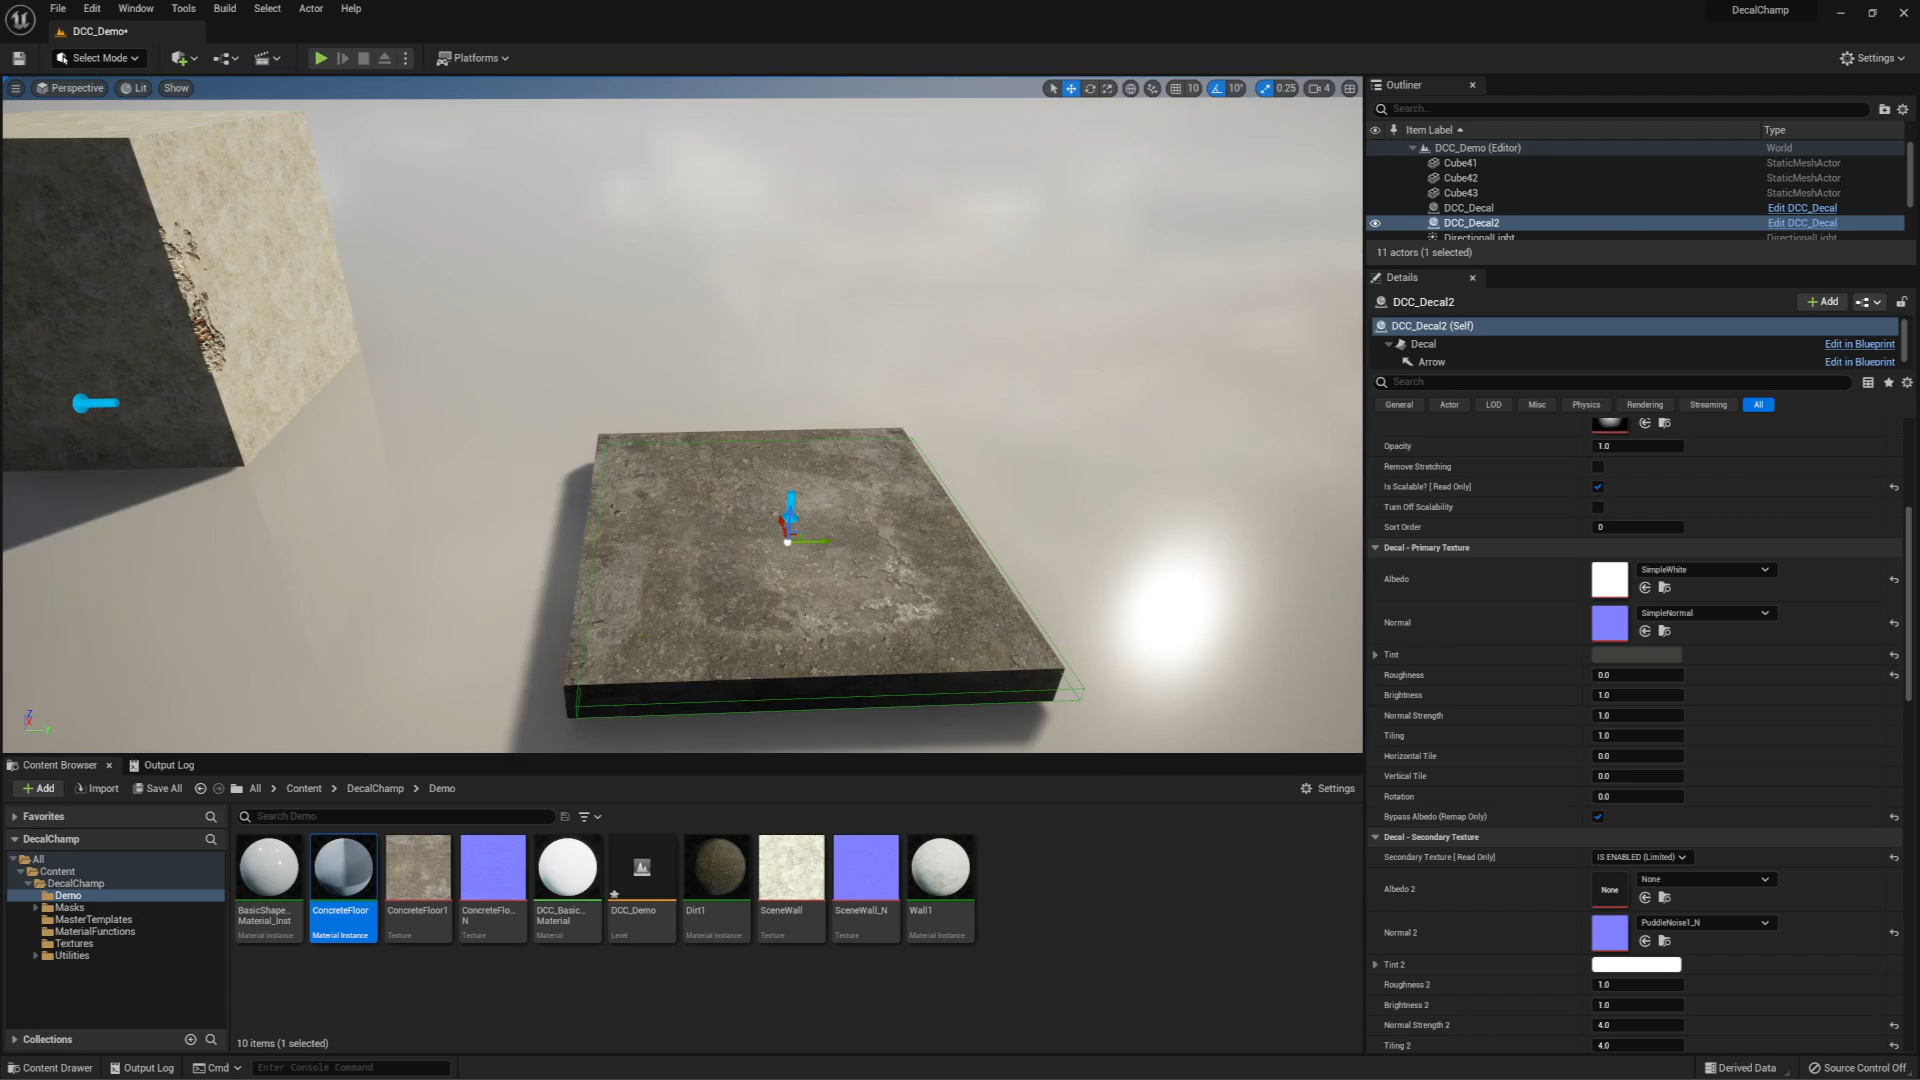 File Edit Window Tools Build Select Actor Help
DecalChamp
DCC_Demo*
Select Mode
Platforms
Settings
Perspective Lit Show
10 10° 0.25 4
Outliner
Search...
Item Label Type
DCC_Demo (Editor) World
Cube41 StaticMeshActor
Cube42 StaticMeshActor
Cube43 StaticMeshActor
DCC_Decal Edit DCC_Decal
DCC_Decal2 Edit DCC_Decal
DirectionalLight DirectionalLight
11 actors (1 selected)
Details
DCC_Decal2
Add
DCC_Decal2 (Self)
Decal Edit in Blueprint
Arrow Edit in Blueprint
Search
General Actor LOD Misc Physics Rendering Streaming All
Opacity 1.0
Remove Stretching
Is Scalable? [ Read Only]
Turn Off Scalability
Sort Order 0
Decal - Primary Texture
Albedo SimpleWhite
Normal SimpleNormal
Tint
Roughness 0.0
Brightness 1.0
Normal Strength 1.0
Tiling 1.0
Horizontal Tile 0.0
Vertical Tile 0.0
Rotation 0.0
Bypass Albedo (Remap Only)
Decal - Secondary Texture
Secondary Texture [ Read Only] IS ENABLED (Limited)
Albedo 2 None None
Normal 2 PuddleNoise1_N
Tint 2
Roughness 2 1.0
Brightness 2 1.0
Normal Strength 2 4.0
Tiling 2 4.0
Z
X
Y
Content Browser Output Log
Add Import Save All All Content DecalChamp Demo Settings
Favorites
Search Demo
DecalChamp
All
Content
DecalChamp
Demo
Masks
MasterTemplates
MaterialFunctions
Textures
Utilities
Collections
BasicShape... Material_Inst
Material Instance
ConcreteFloor
Material Instance
ConcreteFloor1
Texture
ConcreteFlo... N
Texture
DCC_Basic... Material
Material
DCC_Demo
Level
Dirt1
Material Instance
SceneWall
Texture
SceneWall_N
Texture
Wall1
Material Instance
10 items (1 selected)
Content Drawer Output Log Cmd Enter Console Command
Derived Data Source Control Off